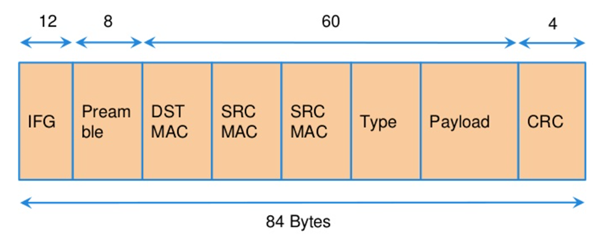 12 8 60 4
IFG Pream DST SRC SRC Type Payload CRC
ble MAC MAC MAC
84 Bytes